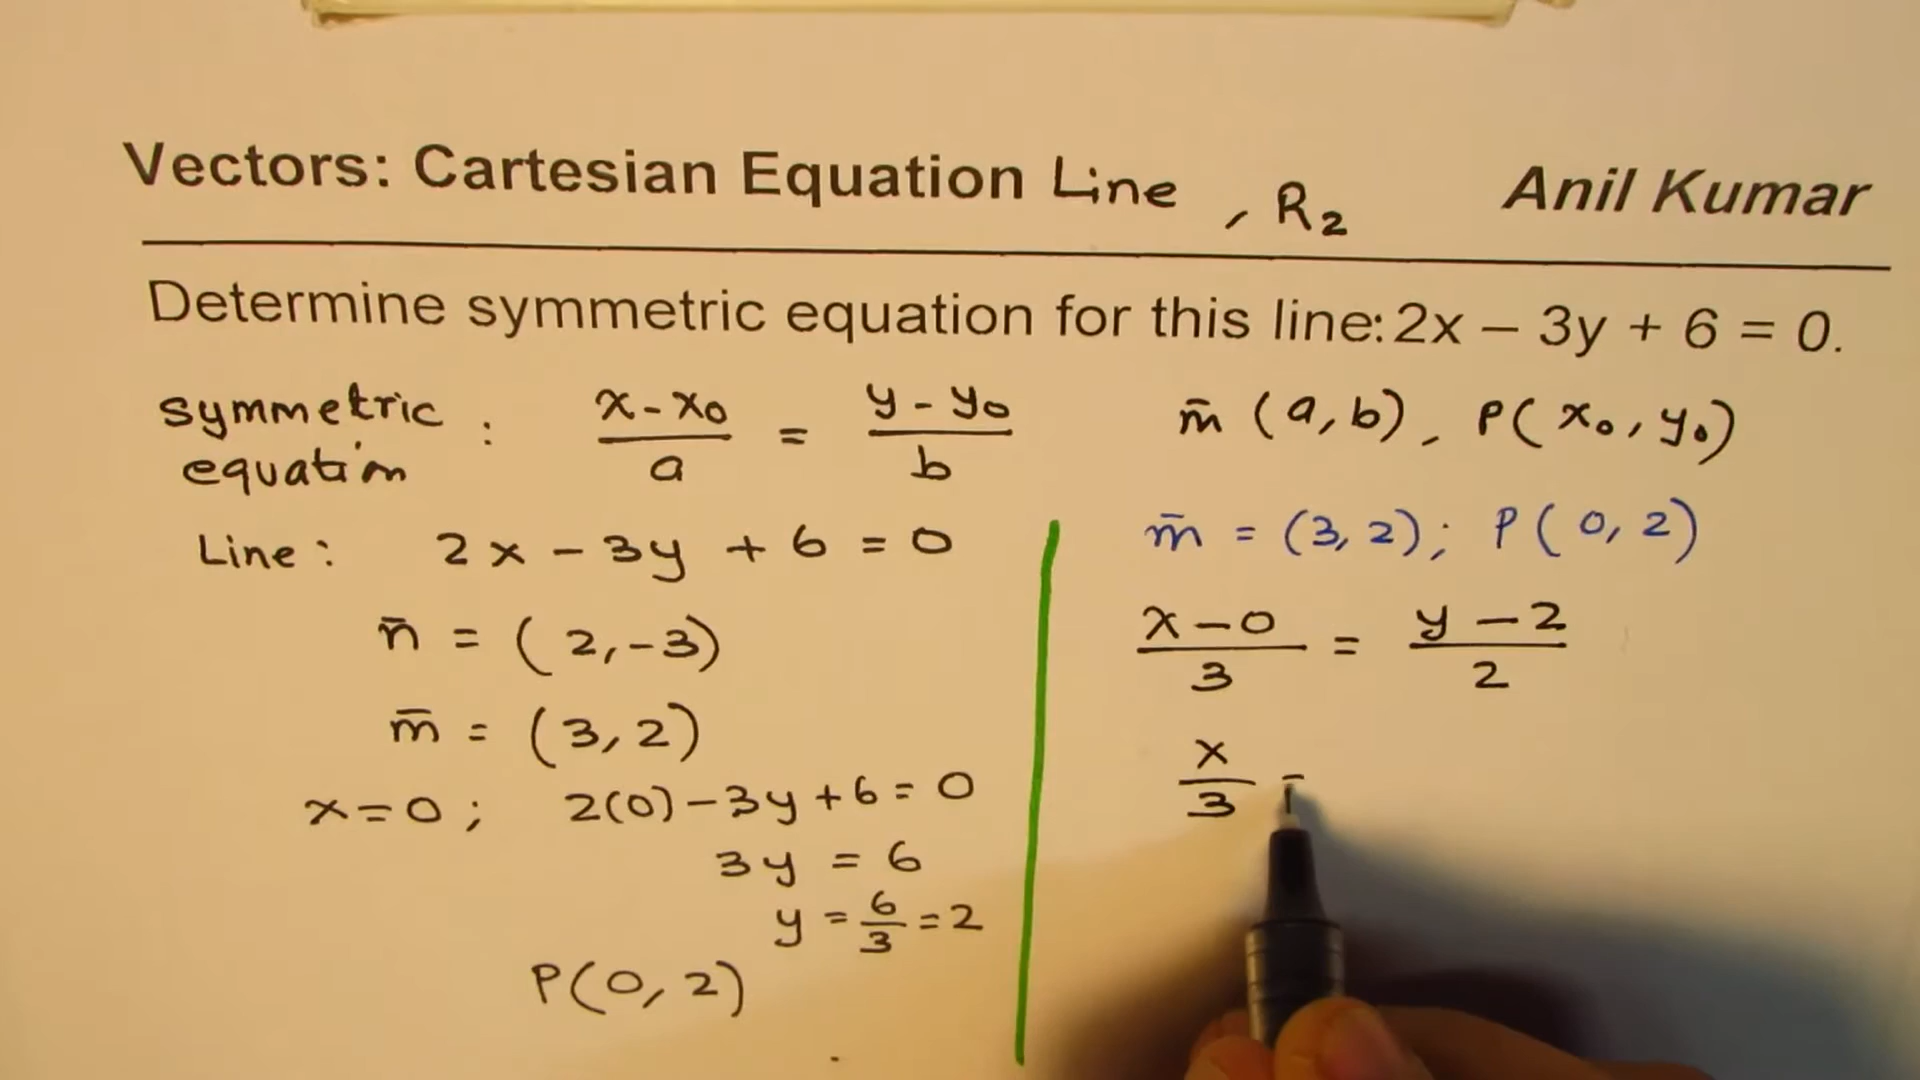 Vectors: Cartesian Equation Line, R₂ Anil Kumar
Determine symmetric equation for this line: 2x – 3y + 6 = 0.
Symmetric equation : (x - x₀)/a = (y - y₀)/b
Line: 2x - 3y + 6 = 0
n̄ = (2, -3)
m̄ = (3, 2)
x = 0 ; 2(0) - 3y + 6 = 0
3y = 6
y = 6/3 = 2
P(0, 2)
m̄ (a, b), P(x₀, y₀)
m̄ = (3, 2); P(0, 2)
(x - 0)/3 = (y - 2)/2
x/3 =